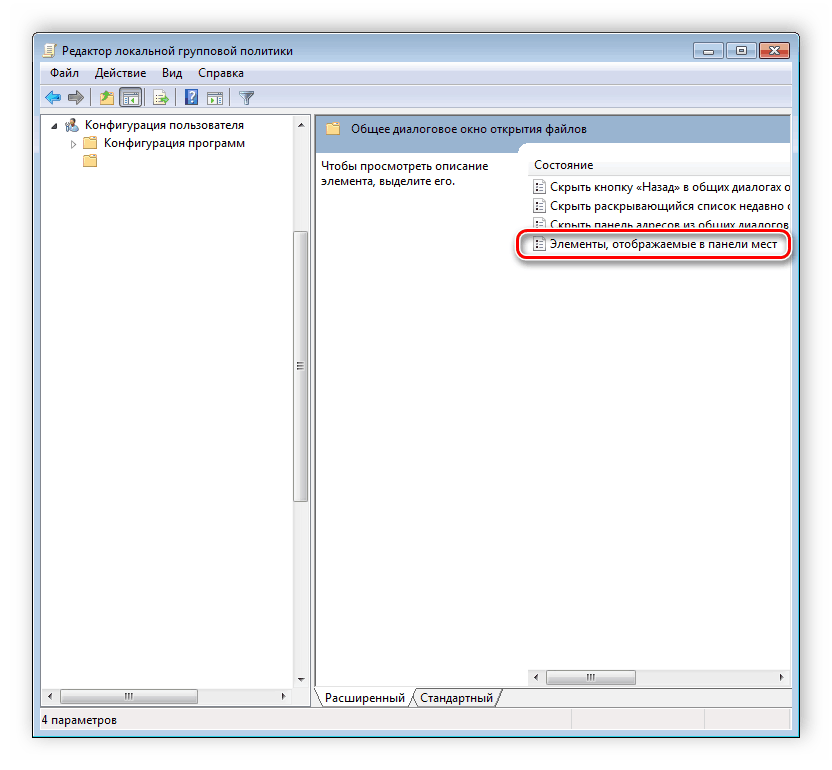 Редактор локальной групповой политики
Файл Действие Вид Справка
Конфигурация пользователя
Конфигурация программ
Общее диалоговое окно открытия файлов
Чтобы просмотреть описание
элемента, выделите его.
Состояние
Скрыть кнопку «Назад» в общих диалогах о
Скрыть раскрывающийся список недавно о
Скрыть панель адресов из общих диалогов
Элементы, отображаемые в панели мест
Расширенный Стандартный
4 параметров